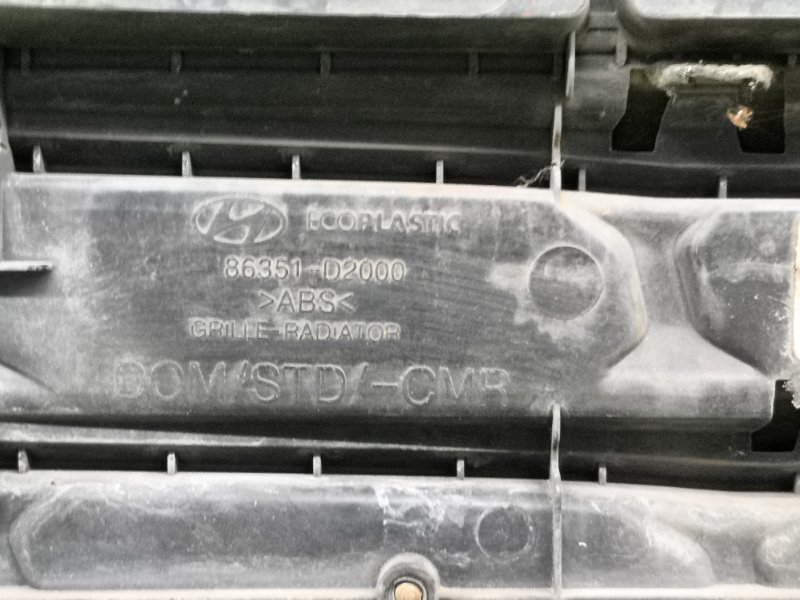 ECOPLASTIC
86351-D2000
>ABS<
GRILLE-RADIATOR
DOM/STD/-CMR